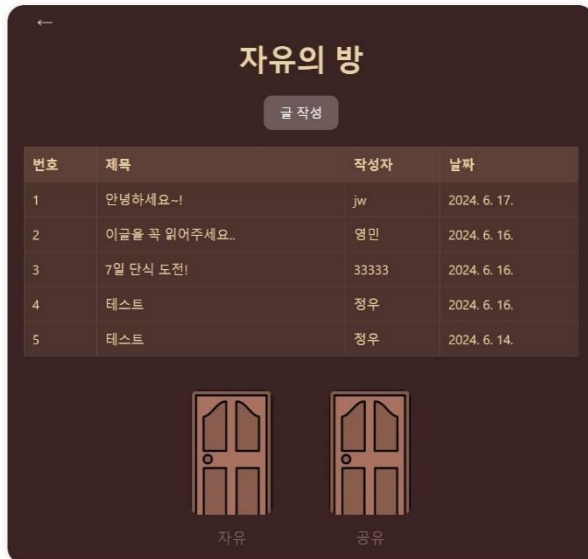 ←
자유의 방
글 작성
번호 제목 작성자 날짜
1 안녕하세요~! jw 2024. 6. 17.
2 이글을 꼭 읽어주세요.. 영민 2024. 6. 16.
3 7일 단식 도전! 33333 2024. 6. 16.
4 테스트 정우 2024. 6. 16.
5 테스트 정우 2024. 6. 14.
자유 공유